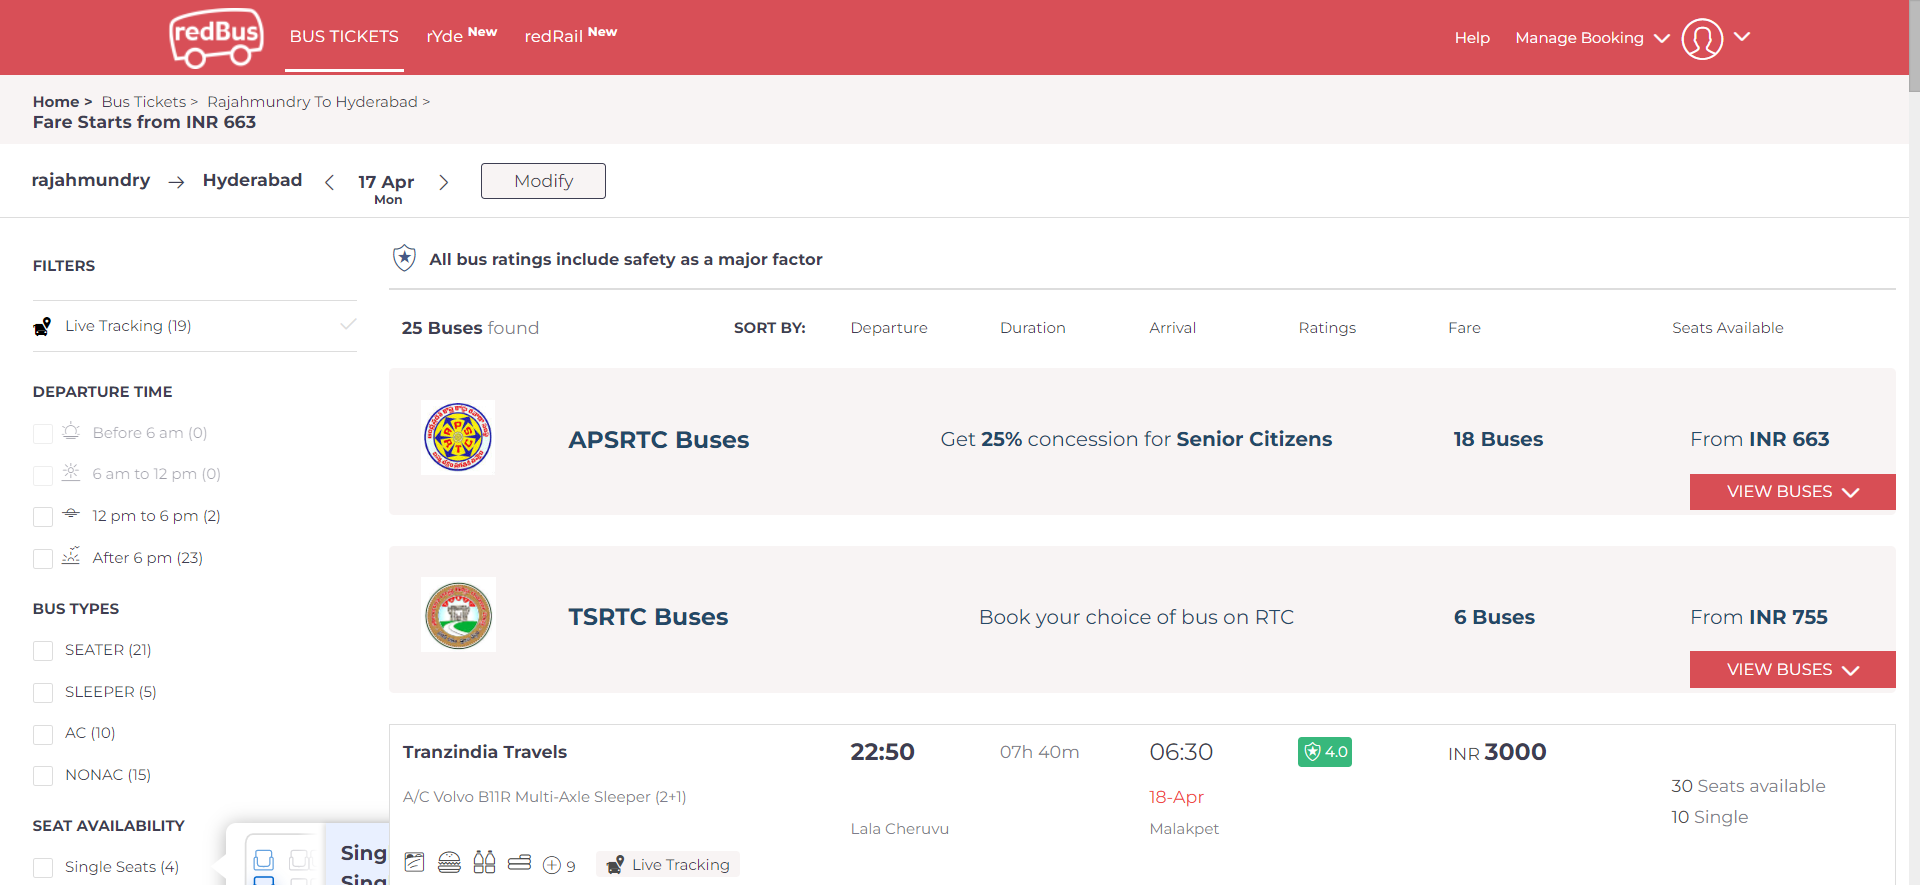 redBus BUS TICKETS rYde New redRail New Help Manage Booking
Home > Bus Tickets > Rajahmundry To Hyderabad >
Fare Starts from INR 663
rajahmundry → Hyderabad < 17 Apr > Modify
Mon
FILTERS
Live Tracking (19)
DEPARTURE TIME
Before 6 am (0)
6 am to 12 pm (0)
12 pm to 6 pm (2)
After 6 pm (23)
BUS TYPES
SEATER (21)
SLEEPER (5)
AC (10)
NONAC (15)
SEAT AVAILABILITY
Single Seats (4)
Sing
Sing
All bus ratings include safety as a major factor
25 Buses found SORT BY: Departure Duration Arrival Ratings Fare Seats Available
APSRTC Buses Get 25% concession for Senior Citizens 18 Buses From INR 663
VIEW BUSES
TSRTC Buses Book your choice of bus on RTC 6 Buses From INR 755
VIEW BUSES
Tranzindia Travels 22:50 07h 40m 06:30 4.0 INR 3000
30 Seats available
A/C Volvo B11R Multi-Axle Sleeper (2+1) 18-Apr
10 Single
Lala Cheruvu Malakpet
9 Live Tracking